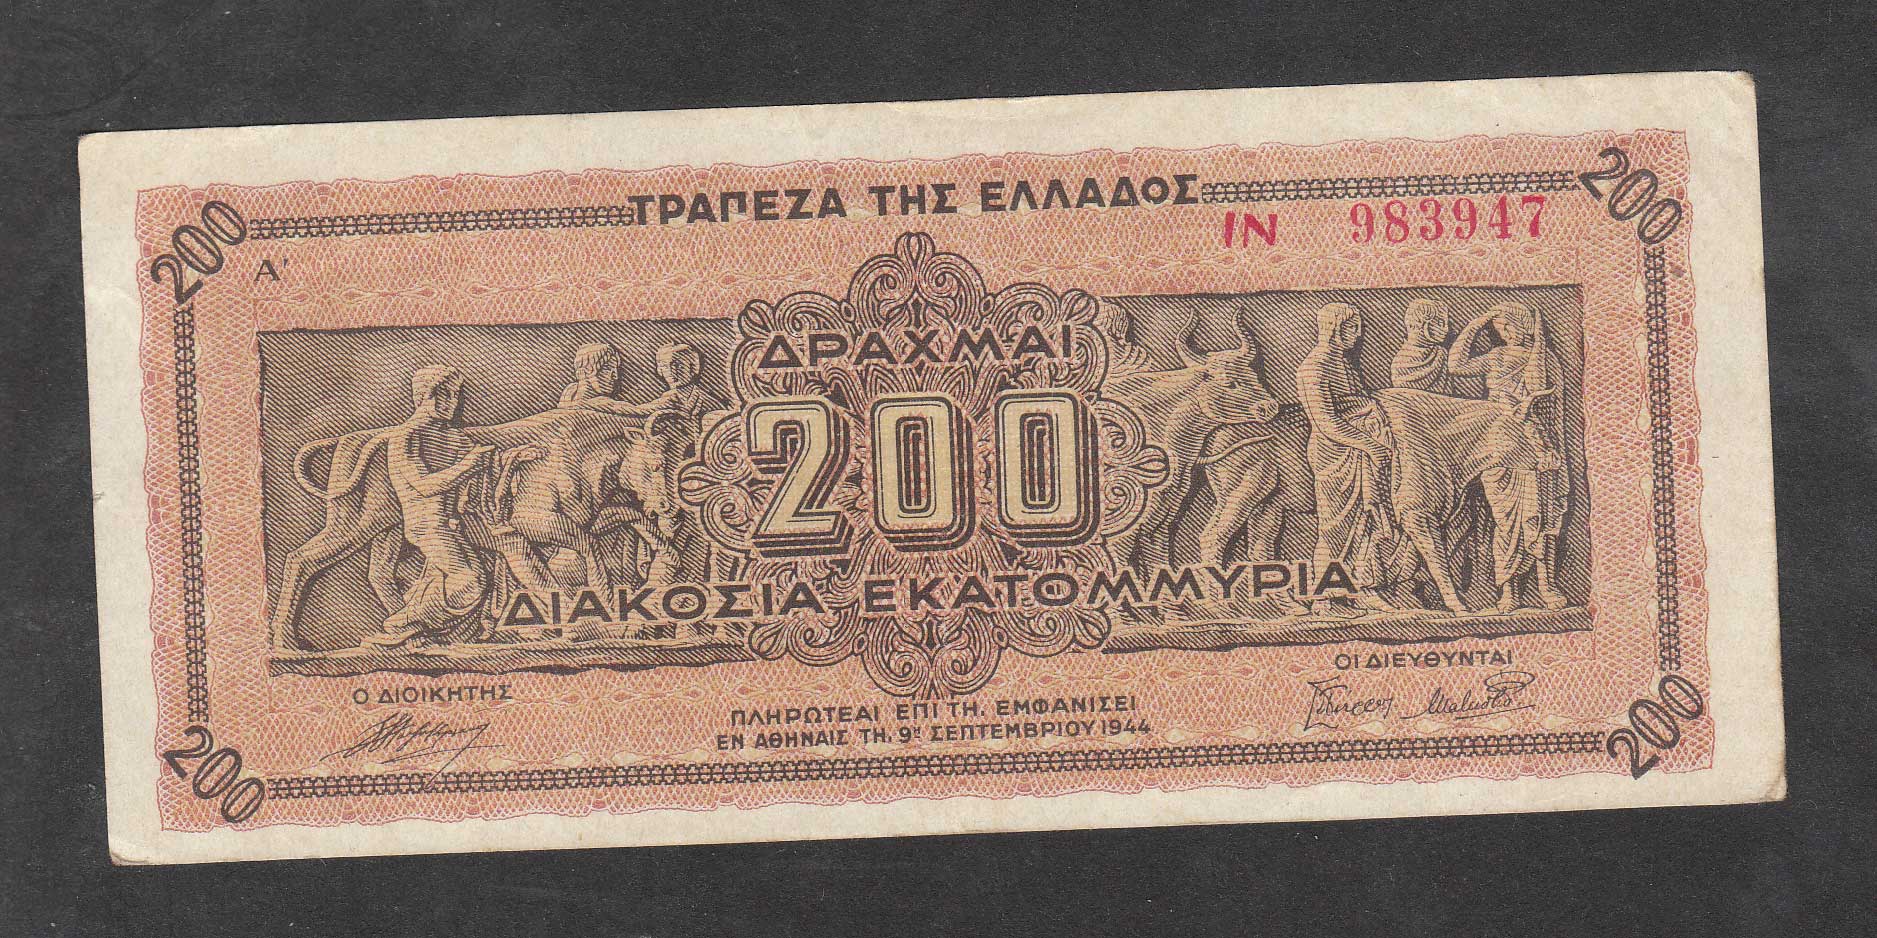 200 ΤΡΑΠΕΖΑ ΤΗΣ ΕΛΛΑΔΟΣ 200
Α' ΙΝ 983947
ΔΡΑΧΜΑΙ
200
ΔΙΑΚΟΣΙΑ ΕΚΑΤΟΜΜΥΡΙΑ
Ο ΔΙΟΙΚΗΤΗΣ
ΟΙ ΔΙΕΥΘΥΝΤΑΙ
ΠΛΗΡΩΤΕΑΙ ΕΠΙ ΤΗ. ΕΜΦΑΝΙΣΕΙ
ΕΝ ΑΘΗΝΑΙΣ ΤΗ. 9ῃ ΣΕΠΤΕΜΒΡΙΟΥ 1944
200 200